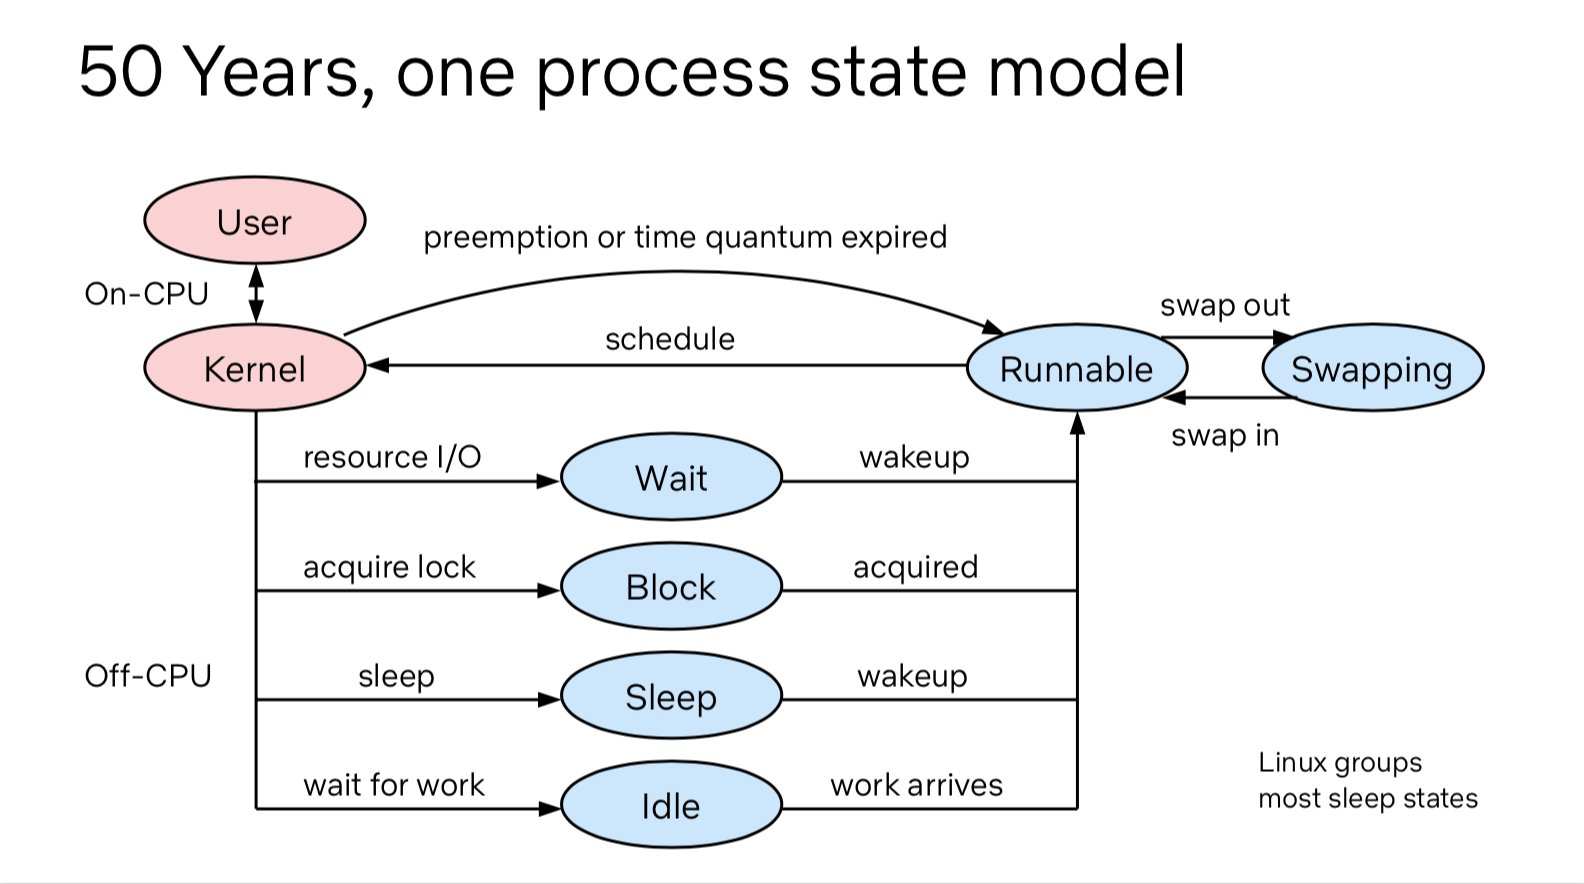 50 Years, one process state model
User
preemption or time quantum expired
On-CPU
swap out
schedule
Kernel
Runnable
Swapping
swap in
resource I/O
Wait
wakeup
acquire lock
Block
acquired
Off-CPU
sleep
Sleep
wakeup
wait for work
Idle
work arrives
Linux groups
most sleep states